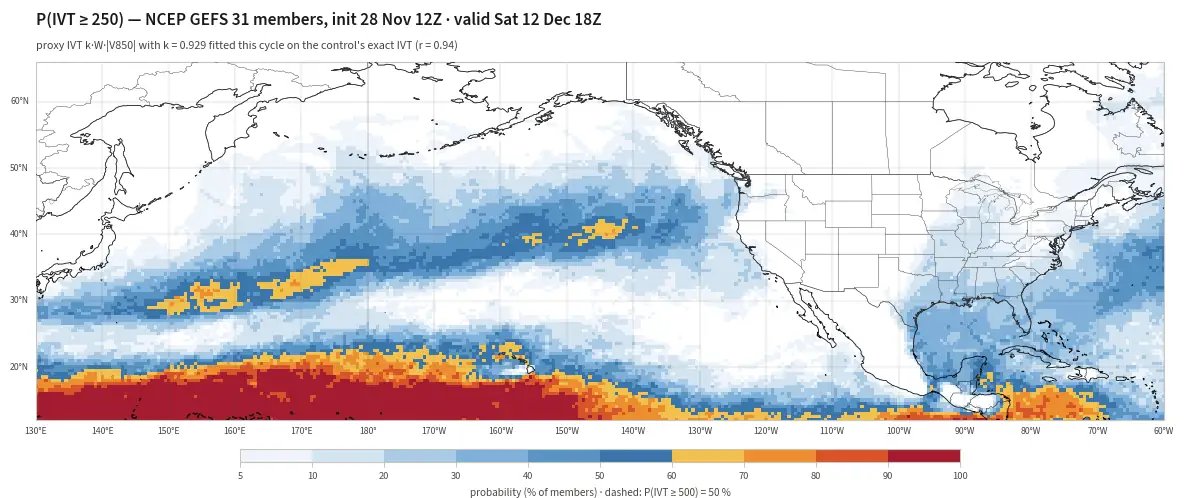 P(IVT ≥ 250) — NCEP GEFS 31 members, init 28 Nov 12Z · valid Sat 12 Dec 18Z
proxy IVT k·W·|V850| with k = 0.929 fitted this cycle on the control's exact IVT (r = 0.94)
60°N
50°N
40°N
30°N
20°N
130°E 140°E 150°E 160°E 170°E 180° 170°W 160°W 150°W 140°W 130°W 120°W 110°W 100°W 90°W 80°W 70°W 60°W
5 10 20 30 40 50 60 70 80 90 100
probability (% of members) · dashed: P(IVT ≥ 500) = 50 %